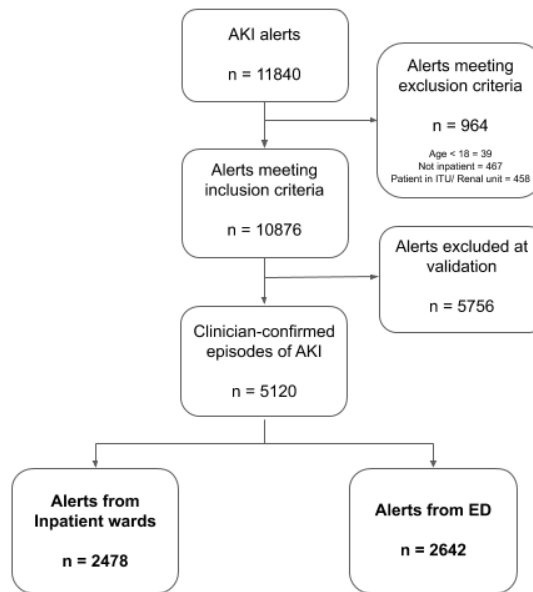 AKI alerts
n = 11840
Alerts meeting
exclusion criteria
n = 964
Age < 18 = 39
Not inpatient = 467
Patient in ITU/ Renal unit = 458
Alerts meeting
inclusion criteria
n = 10876
Alerts excluded at
validation
n = 5756
Clinician-confirmed
episodes of AKI
n = 5120
Alerts from
Inpatient wards
n = 2478
Alerts from ED
n = 2642